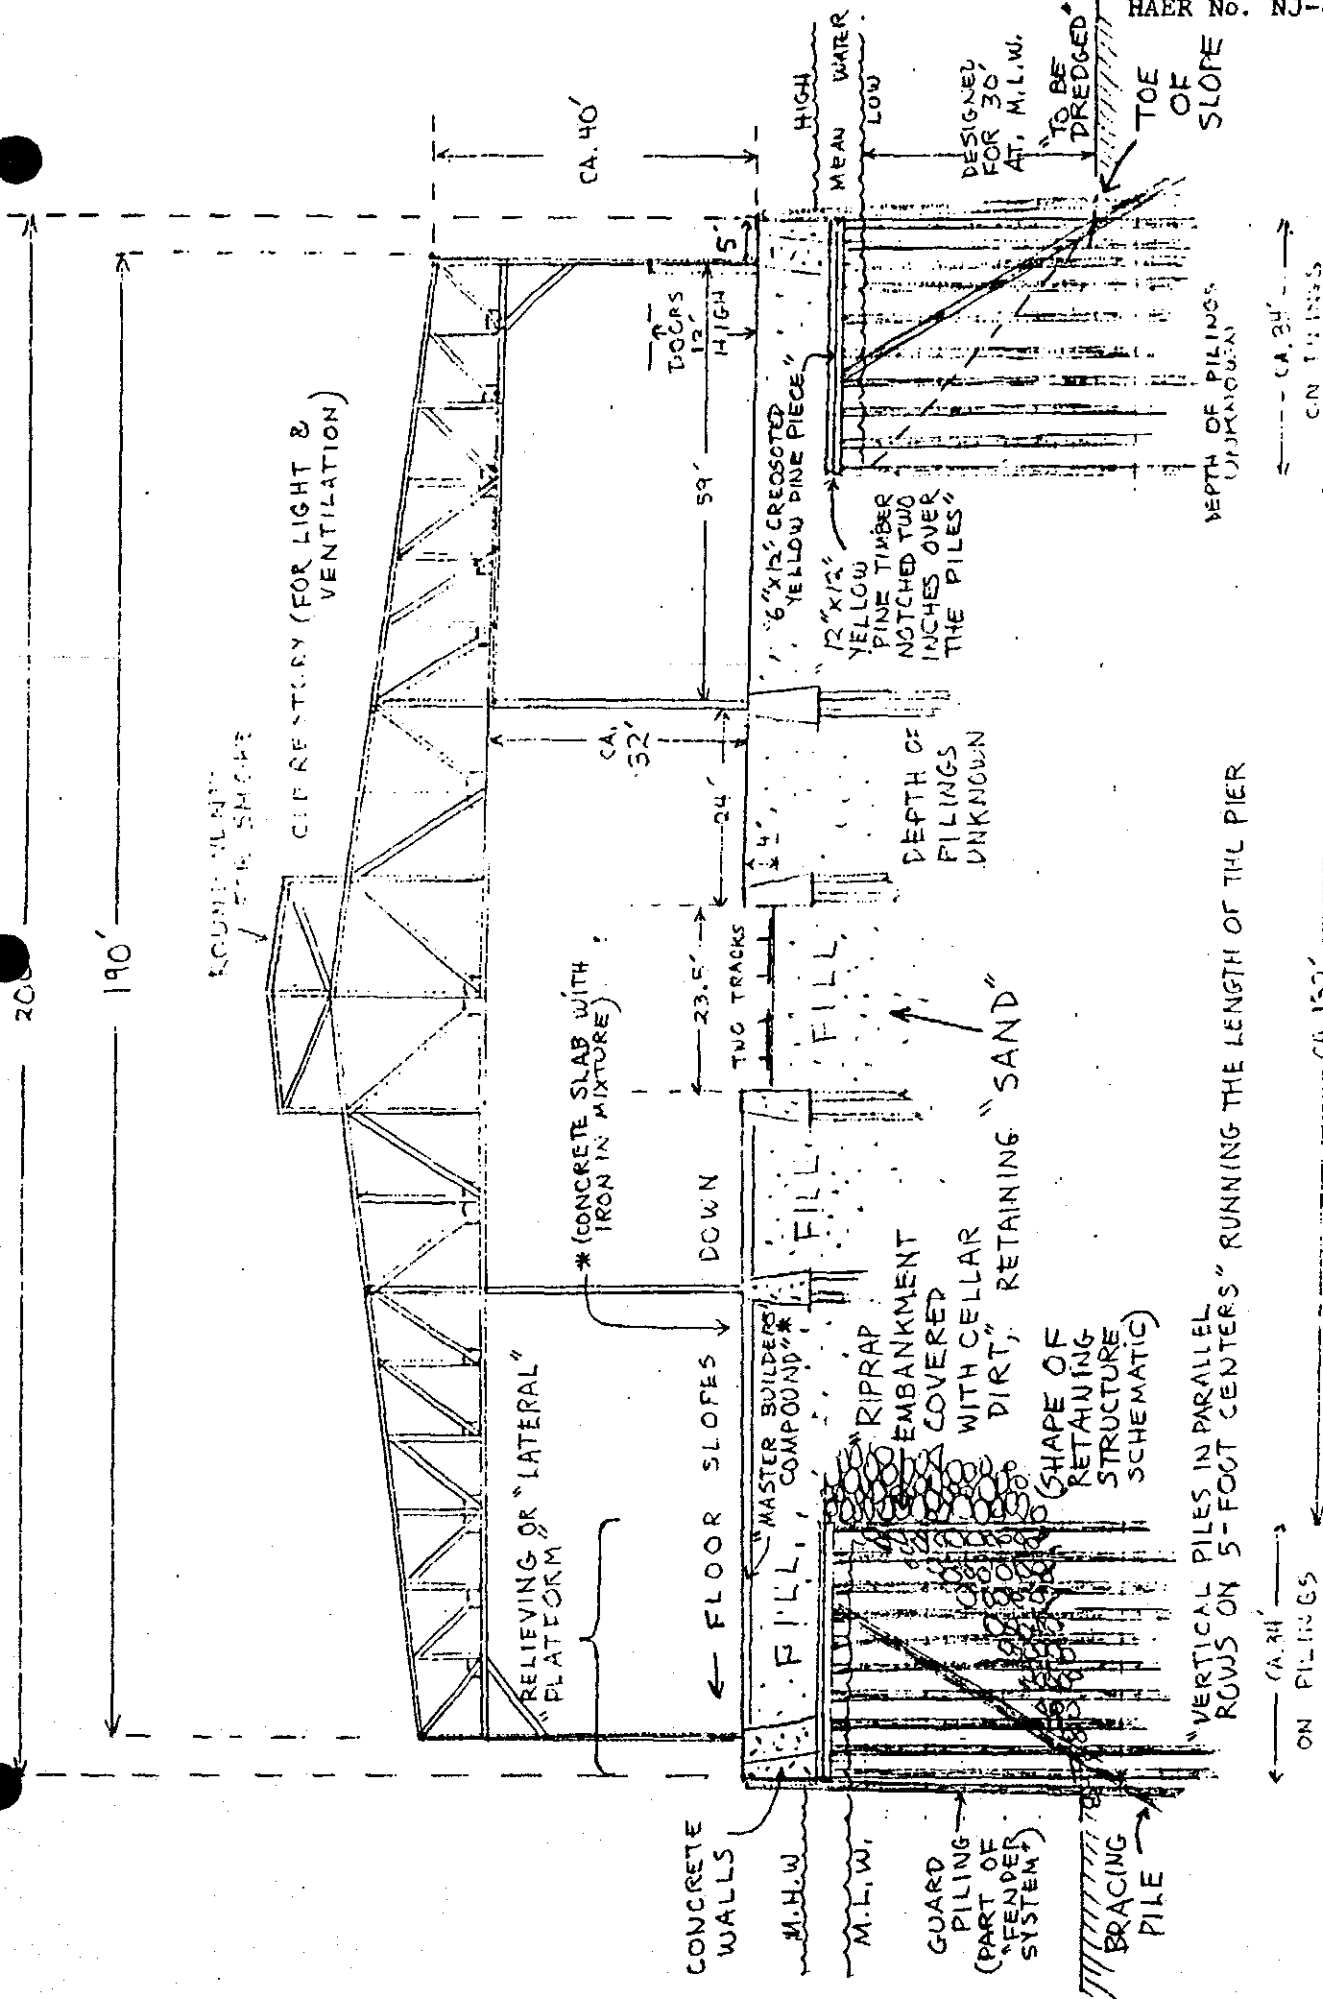 HAER No. NJ-
190'
CLERESTORY (FOR LIGHT &
VENTILATION)
CA. 40'
HIGH
MEAN WATER
LOW
DESIGNED
FOR 30'
AT. M.L.W.
"TO BE
DREDGED"
TOE
OF
SLOPE
DOORS
12'
HIGH
5'
59'
CA.
32'
24'
4'
23.5'
TWO TRACKS
*(CONCRETE SLAB WITH
IRON IN MIXTURE)
RELIEVING OR "LATERAL"
"PLATFORM"
← FLOOR SLOPES DOWN
"MASTER BUILDERS'
COMPOUND"*
FILL
FILL
FILL
"6"X12" CREOSOTED
YELLOW PINE PIECE"
"12"X12"
YELLOW
PINE TIMBER
NOTCHED TWO
INCHES OVER
THE PILES"
DEPTH OF
PILINGS
UNKNOWN
DEPTH OF PILINGS
UNKNOWN
CA. 34'
"RIPRAP
EMBANKMENT
COVERED
WITH CELLAR
DIRT," RETAINING "SAND"
(SHAPE OF
RETAINING
STRUCTURE
SCHEMATIC)
CONCRETE
WALLS
M.H.W
M.L.W.
GUARD
PILING
(PART OF
"FENDER
SYSTEM")
BRACING
PILE
"VERTICAL PILES IN PARALLEL
ROWS ON 5-FOOT CENTERS" RUNNING THE LENGTH OF THE PIER
CA. 34'
ON PILINGS